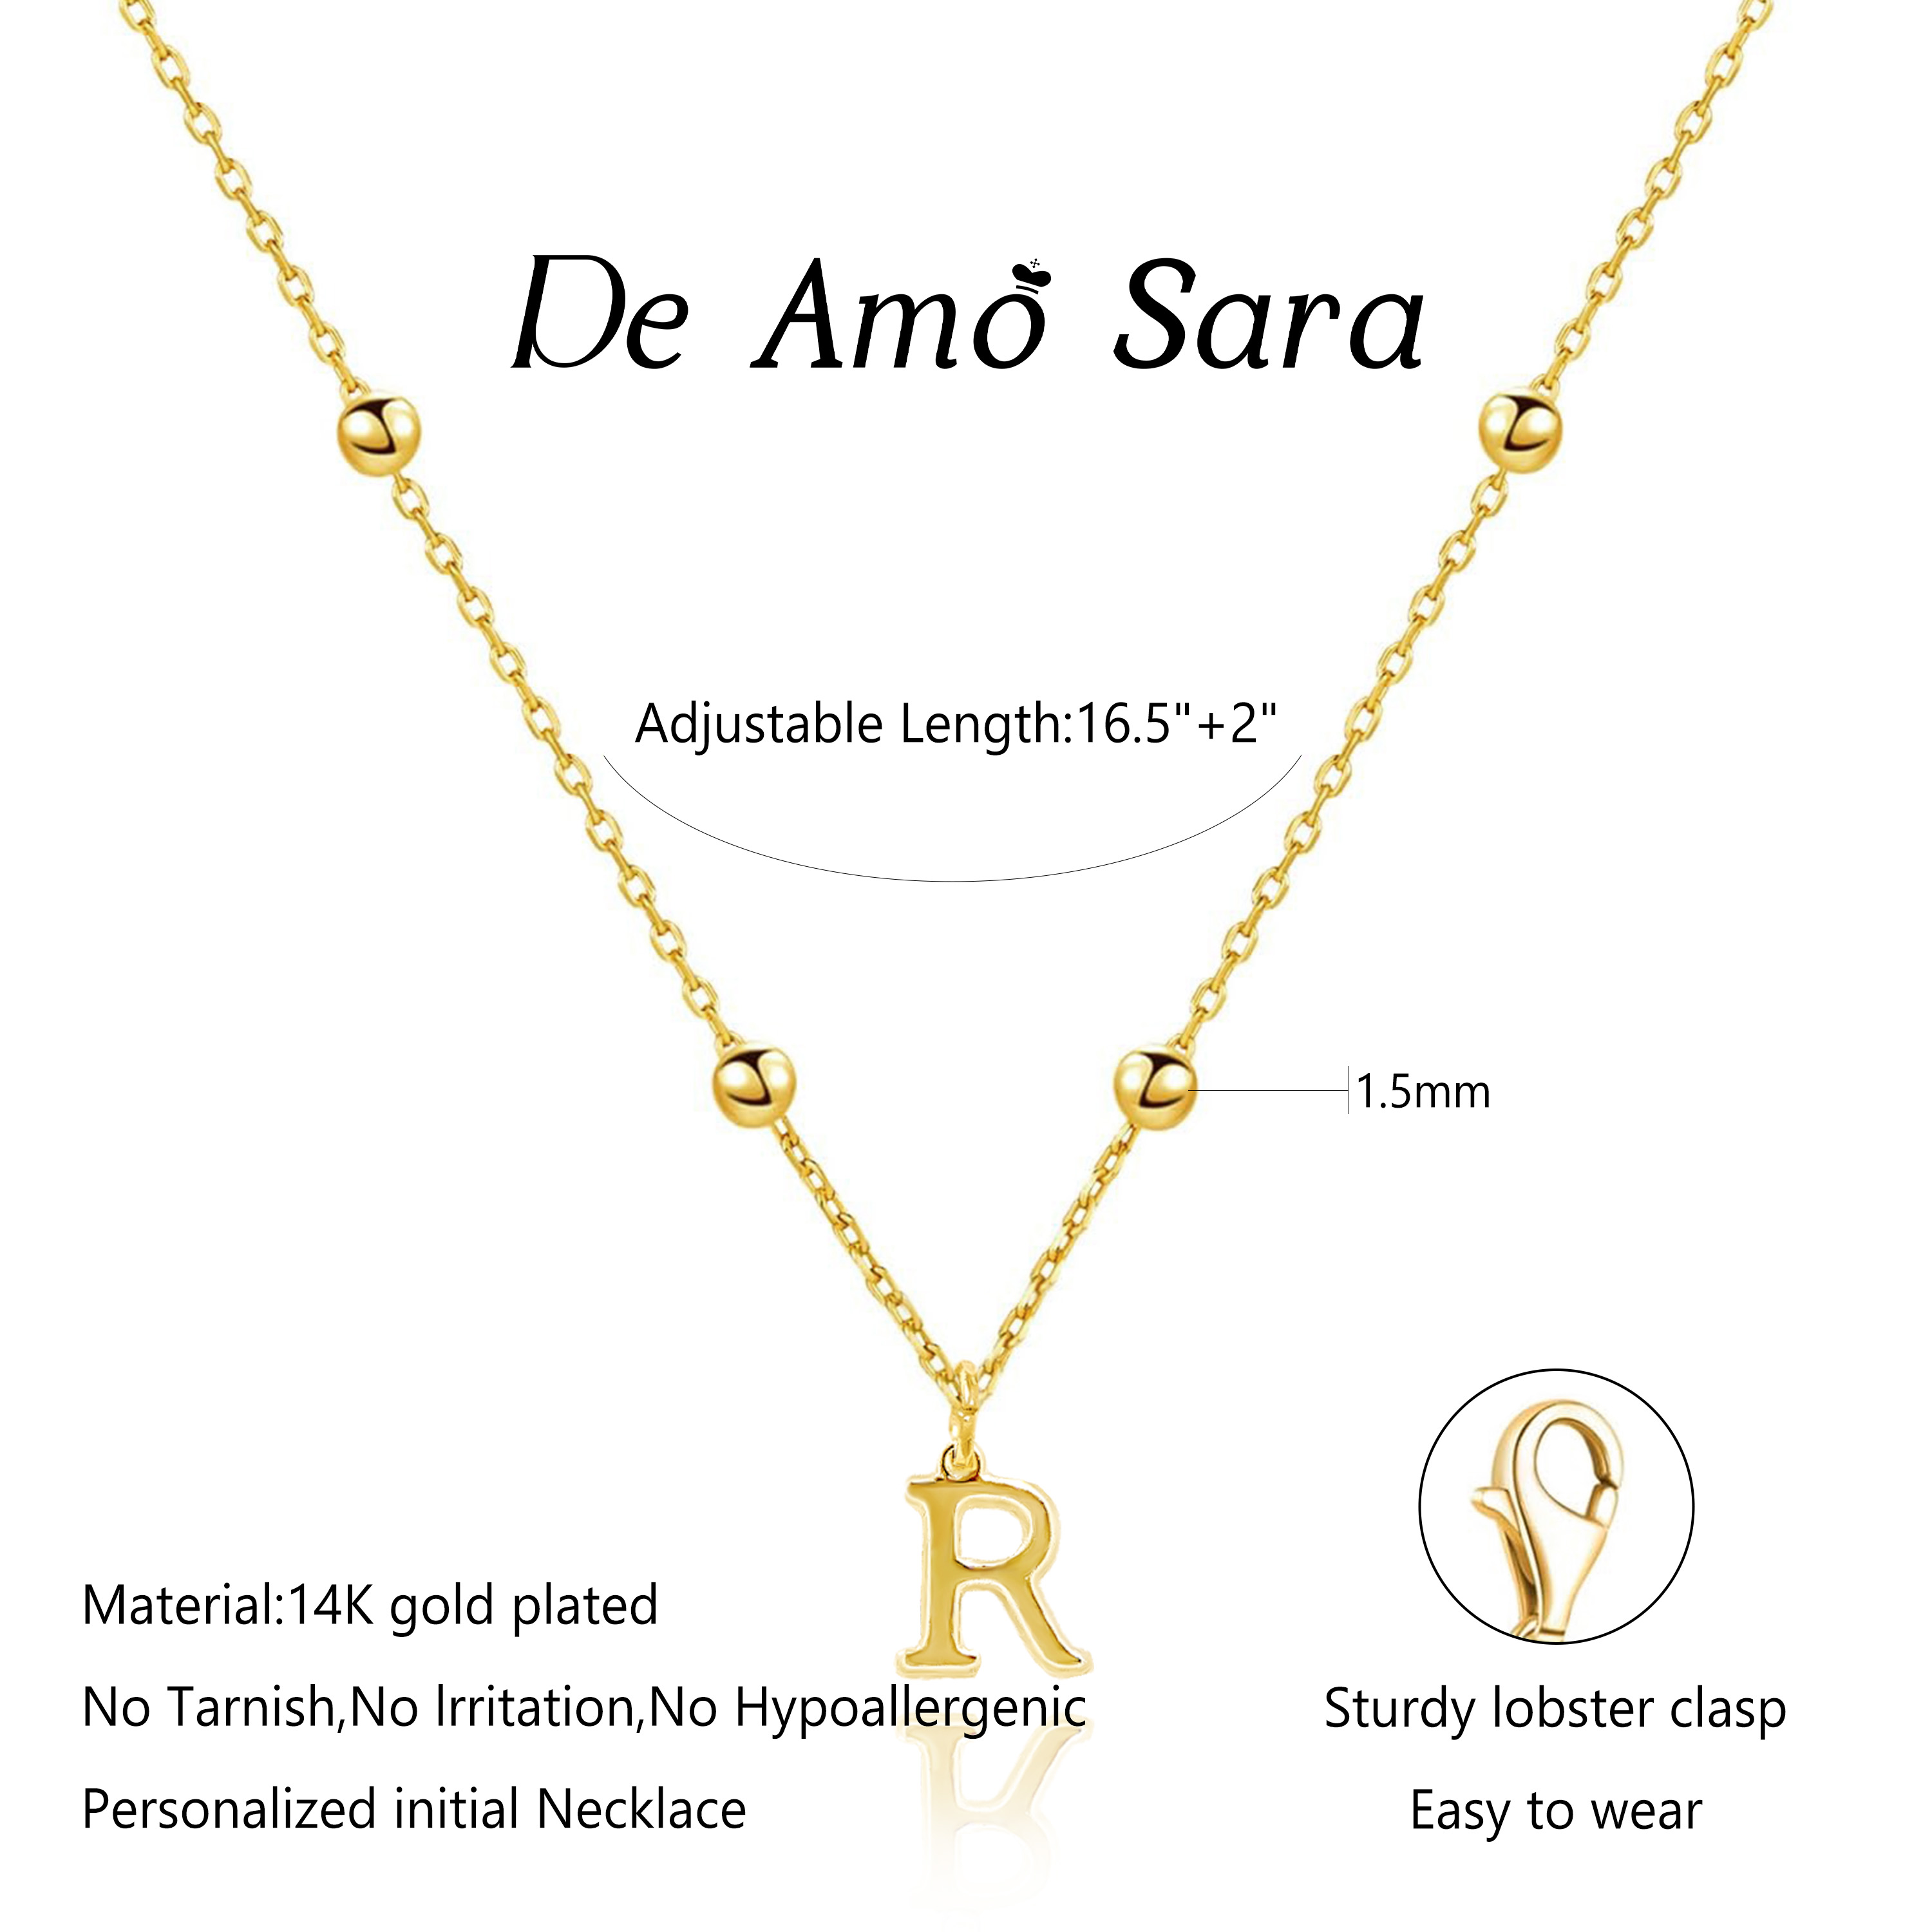 De Amo Sara
Adjustable Length:16.5"+2"
1.5mm
R
Material:14K gold plated
No Tarnish,No Irritation,No Hypoallergenic
Personalized initial Necklace
Sturdy lobster clasp
Easy to wear